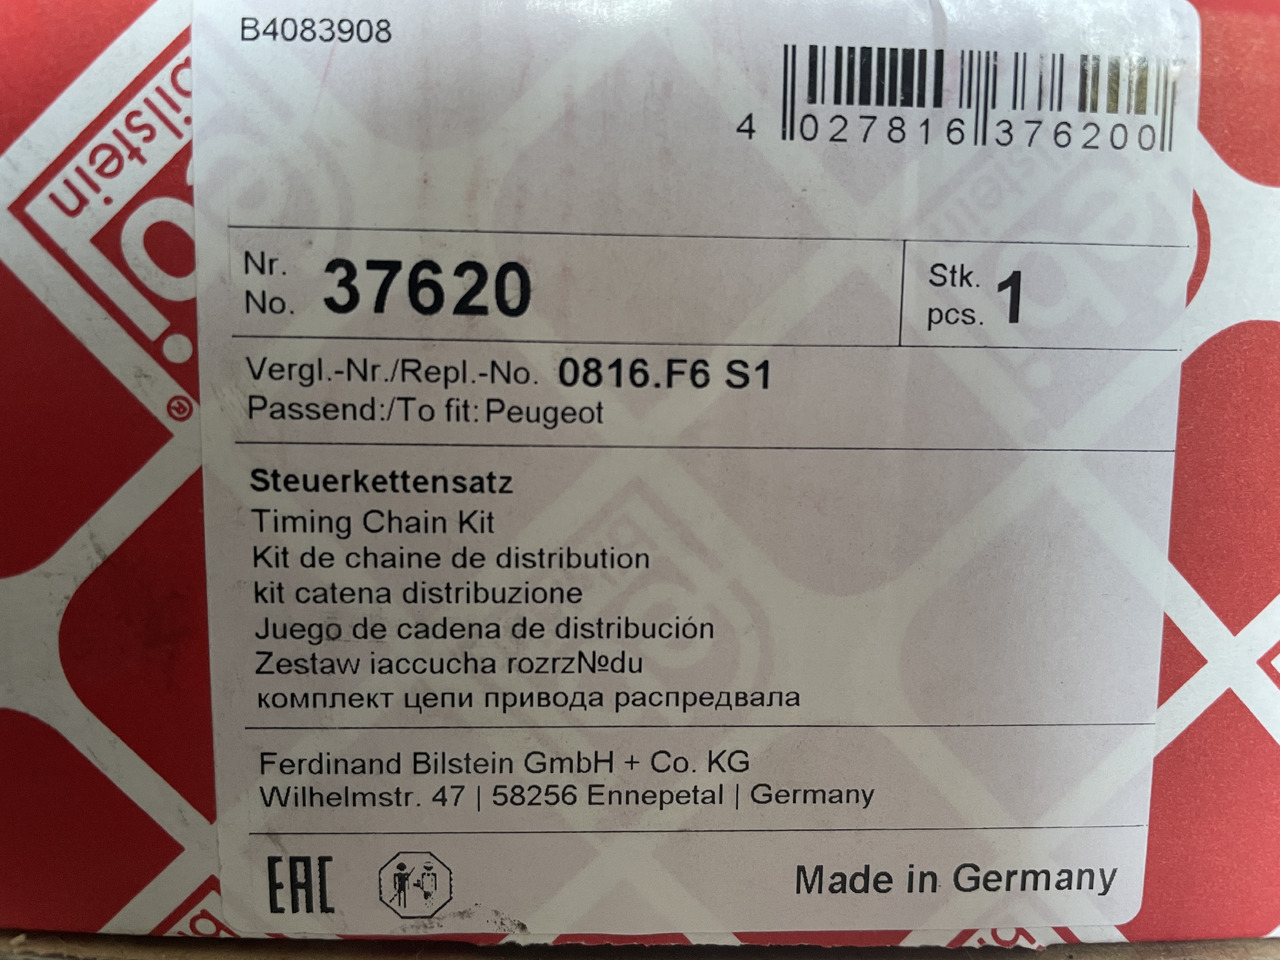 B4083908
4 027816 376200
Nr.
No. 37620
Stk.
pcs. 1
Vergl.-Nr./Repl.-No. 0816.F6 S1
Passend:/To fit: Peugeot
Steuerkettensatz
Timing Chain Kit
Kit de chaine de distribution
kit catena distribuzione
Juego de cadena de distribución
Zestaw iaccucha rozrz№du
комплект цепи привода распредвала
Ferdinand Bilstein GmbH + Co. KG
Wilhelmstr. 47 | 58256 Ennepetal | Germany
EAC
Made in Germany
bilstein
®